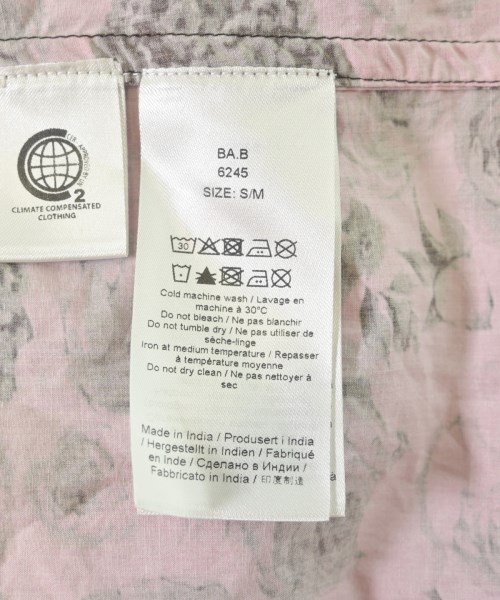 2
CLIMATE COMPENSATED
CLOTHING
BA.B
6245
SIZE: S/M
30
Cold machine wash / Lavage en
machine à 30°C
Do not bleach / Ne pas blanchir
Do not tumble dry / Ne pas utiliser de
sèche-linge
Iron at medium temperature / Repasser
à température moyenne
Do not dry clean / Ne pas nettoyer à
sec
Made in India / Produsert i India
/ Hergestellt in Indien / Fabriqué
en Inde / Сделано в Индии /
Fabbricato in India / 印度制造